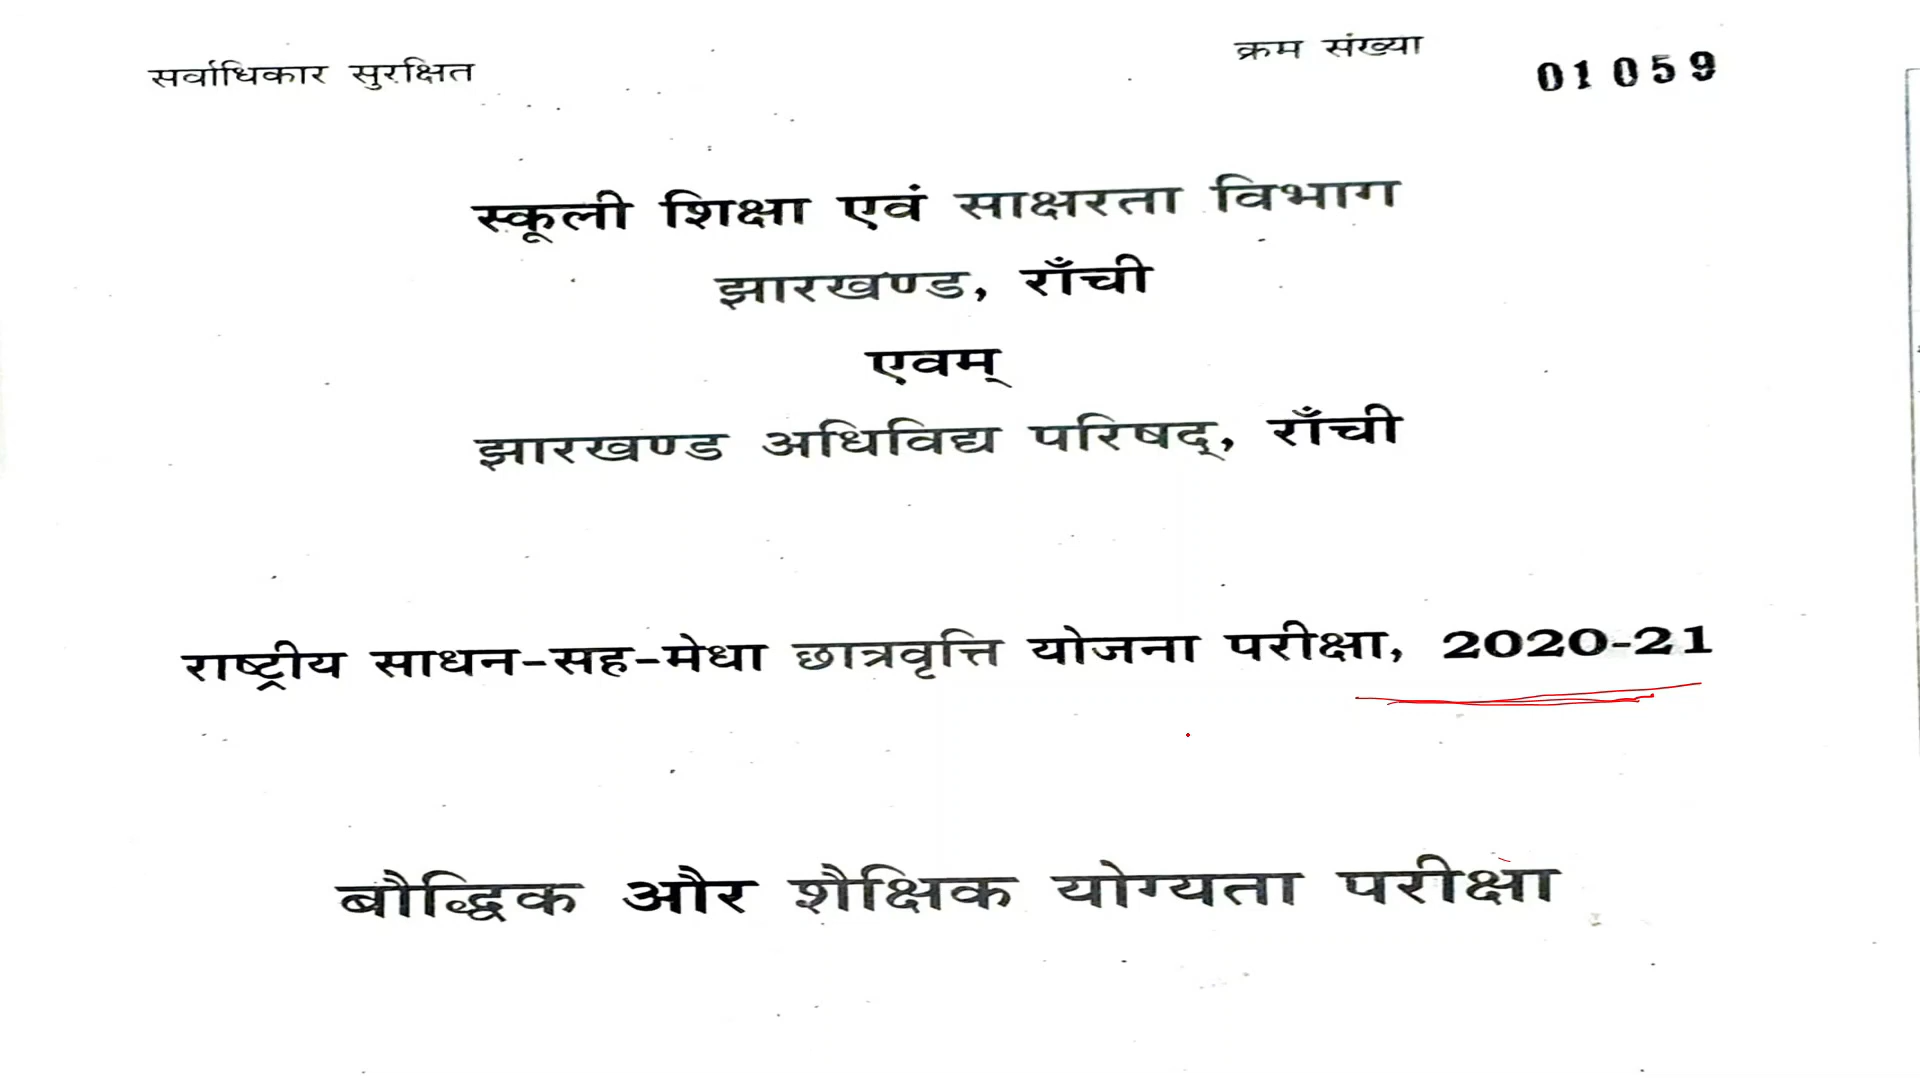 सर्वाधिकार सुरक्षित
क्रम संख्या 01059
स्कूली शिक्षा एवं साक्षरता विभाग
झारखण्ड, राँची
एवम्
झारखण्ड अधिविद्य परिषद्, राँची
राष्ट्रीय साधन-सह-मेधा छात्रवृत्ति योजना परीक्षा, 2020-21
बौद्धिक और शैक्षिक योग्यता परीक्षा